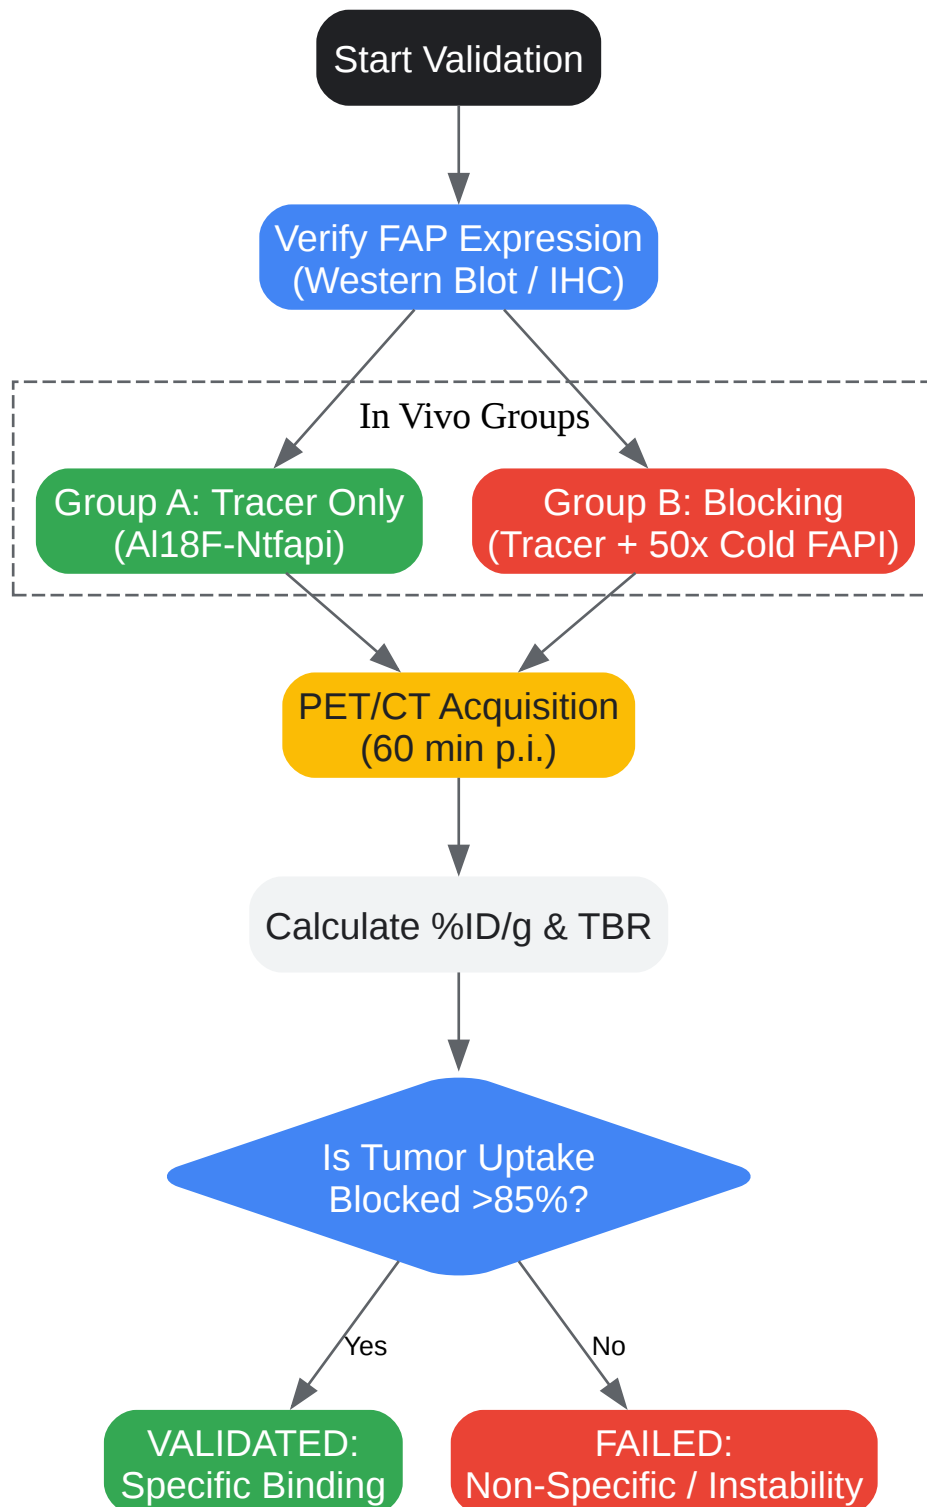 Start Validation
Verify FAP Expression
(Western Blot / IHC)
In Vivo Groups
Group A: Tracer Only
(Al18F-Ntfapi)
Group B: Blocking
(Tracer + 50x Cold FAPI)
PET/CT Acquisition
(60 min p.i.)
Calculate %ID/g & TBR
Is Tumor Uptake
Blocked >85%?
Yes
No
VALIDATED:
Specific Binding
FAILED:
Non-Specific / Instability